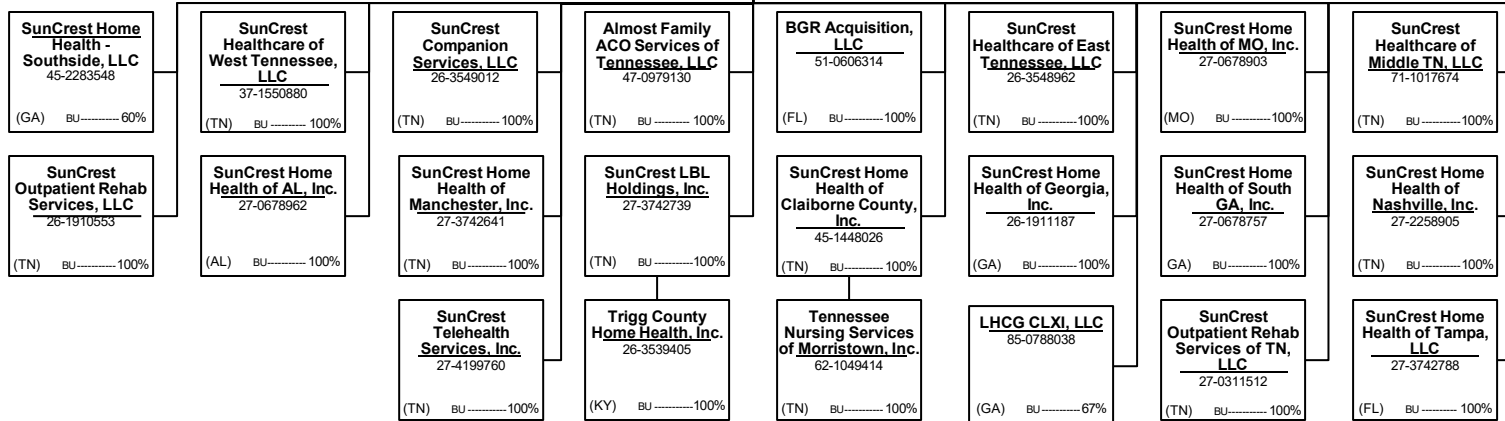 SunCrest Home
Health -
Southside, LLC
45-2283548
(GA) BU----------- 60%
SunCrest
Healthcare of
West Tennessee,
LLC
37-1550880
(TN) BU ---------- 100%
SunCrest
Companion
Services, LLC
26-3549012
(TN) BU----------- 100%
Almost Family
ACO Services of
Tennessee, LLC
47-0979130
(TN) BU ---------- 100%
BGR Acquisition,
LLC
51-0606314
(FL) BU-----------100%
SunCrest
Healthcare of East
Tennessee, LLC
26-3548962
(TN) BU----------- 100%
SunCrest Home
Health of MO, Inc.
27-0678903
(MO) BU -----------100%
SunCrest
Healthcare of
Middle TN, LLC
71-1017674
(TN) BU ---------- 100%
SunCrest
Outpatient Rehab
Services, LLC
26-1910553
(TN) BU-----------100%
SunCrest Home
Health of AL, Inc.
27-0678962
(AL) BU----------- 100%
SunCrest Home
Health of
Manchester, Inc.
27-3742641
(TN) BU ---------- 100%
SunCrest LBL
Holdings, Inc.
27-3742739
(TN) BU ---------- 100%
SunCrest Home
Health of
Claiborne County,
Inc.
45-1448026
(TN) BU ---------- 100%
SunCrest Home
Health of Georgia,
Inc.
26-1911187
(GA) BU-----------100%
SunCrest Home
Health of South
GA, Inc.
27-0678757
GA) BU ---------- 100%
SunCrest Home
Health of
Nashville, Inc.
27-2258905
(TN) BU ---------- 100%
SunCrest
Telehealth
Services, Inc.
27-4199760
(TN) BU -----------100%
Trigg County
Home Health, Inc.
26-3539405
(KY) BU -----------100%
Tennessee
Nursing Services
of Morristown, Inc.
62-1049414
(TN) BU ---------- 100%
LHCG CLXI, LLC
85-0788038
(GA) BU----------- 67%
SunCrest
Outpatient Rehab
Services of TN,
LLC
27-0311512
(TN) BU ---------- 100%
SunCrest Home
Health of Tampa,
LLC
27-3742788
(FL) BU ---------- 100%